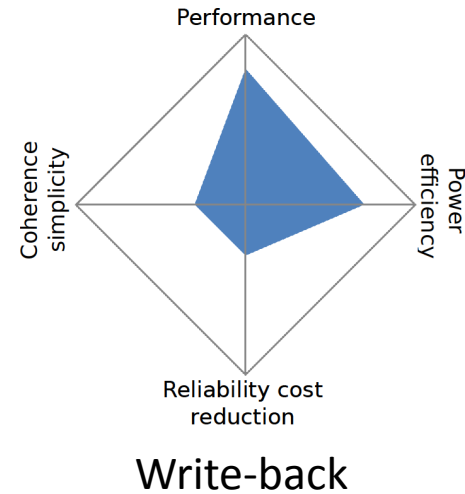 Performance
Coherence
simplicity
Power
efficiency
Reliability cost
reduction
Write-back